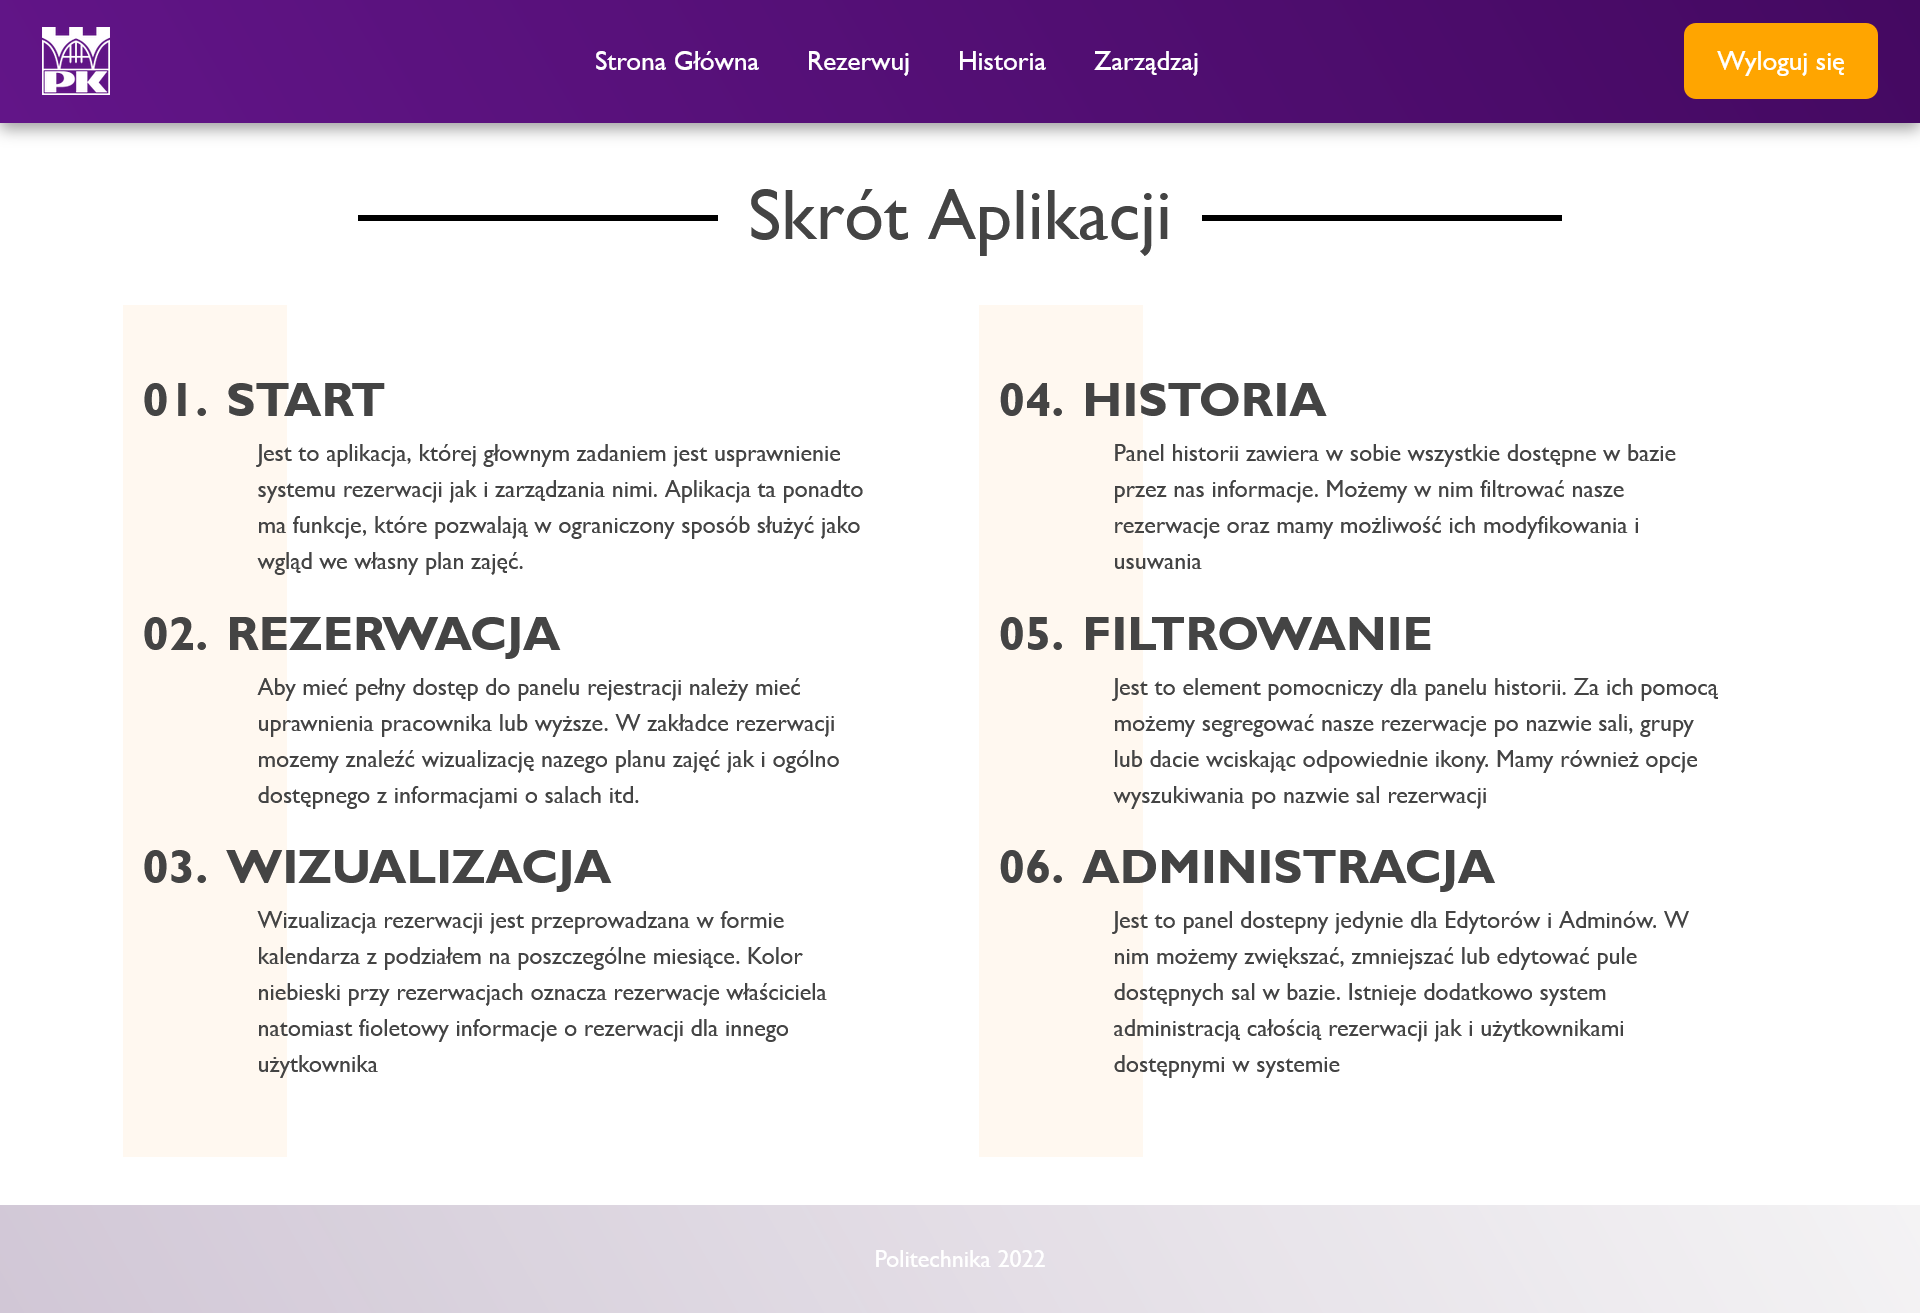 PK
Strona Główna
Rezerwuj
Historia
Zarządzaj
Wyloguj się
Skrót Aplikacji
01. START
Jest to aplikacja, której głownym zadaniem jest usprawnienie
systemu rezerwacji jak i zarządzania nimi. Aplikacja ta ponadto
ma funkcje, które pozwalają w ograniczony sposób służyć jako
wgląd we własny plan zajęć.
02. REZERWACJA
Aby mieć pełny dostęp do panelu rejestracji należy mieć
uprawnienia pracownika lub wyższe. W zakładce rezerwacji
mozemy znaleźć wizualizację nazego planu zajęć jak i ogólno
dostępnego z informacjami o salach itd.
03. WIZUALIZACJA
Wizualizacja rezerwacji jest przeprowadzana w formie
kalendarza z podziałem na poszczególne miesiące. Kolor
niebieski przy rezerwacjach oznacza rezerwacje właściciela
natomiast fioletowy informacje o rezerwacji dla innego
użytkownika
04. HISTORIA
Panel historii zawiera w sobie wszystkie dostępne w bazie
przez nas informacje. Możemy w nim filtrować nasze
rezerwacje oraz mamy możliwość ich modyfikowania i
usuwania
05. FILTROWANIE
Jest to element pomocniczy dla panelu historii. Za ich pomocą
możemy segregować nasze rezerwacje po nazwie sali, grupy
lub dacie wciskając odpowiednie ikony. Mamy również opcje
wyszukiwania po nazwie sal rezerwacji
06. ADMINISTRACJA
Jest to panel dostepny jedynie dla Edytorów i Adminów. W
nim możemy zwiększać, zmniejszać lub edytować pule
dostępnych sal w bazie. Istnieje dodatkowo system
administracją całością rezerwacji jak i użytkownikami
dostępnymi w systemie
Politechnika 2022